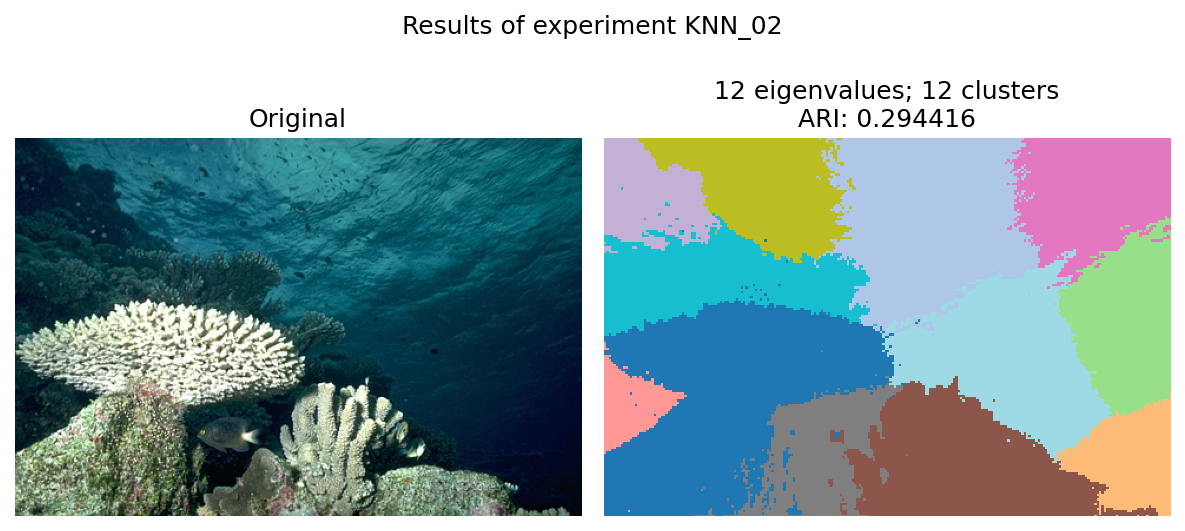 Results of experiment KNN_02
Original
12 eigenvalues; 12 clusters
ARI: 0.294416